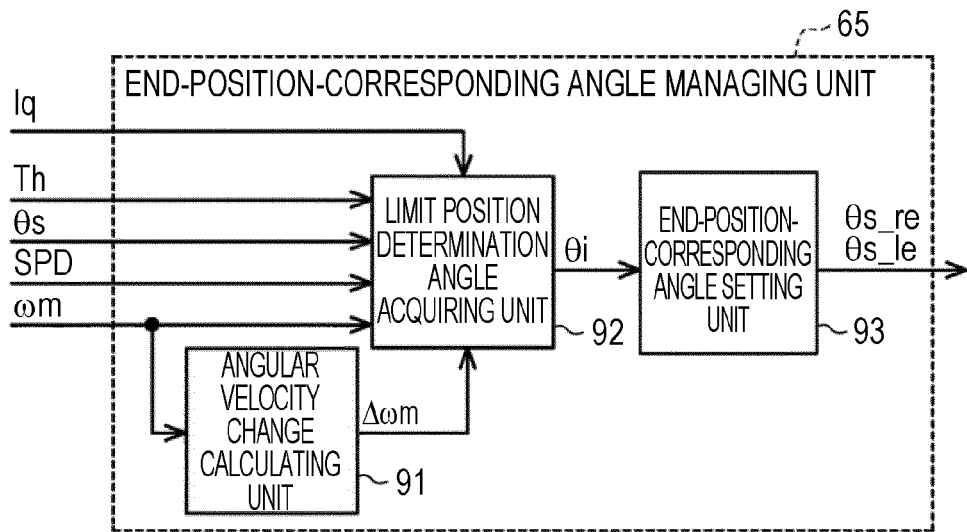 65
END-POSITION-CORRESPONDING ANGLE MANAGING UNIT
Iq
Th
θs
SPD
ωm
LIMIT POSITION
DETERMINATION
ANGLE
ACQUIRING UNIT
92
θi
END-POSITION-
CORRESPONDING
ANGLE SETTING
UNIT
93
θs_re
θs_le
ANGULAR
VELOCITY
CHANGE
CALCULATING
UNIT
91
Δωm